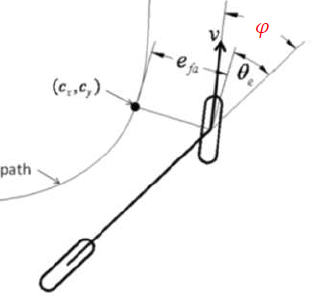 φ
v
e_fa
θ_e
(c_x,c_y)
path